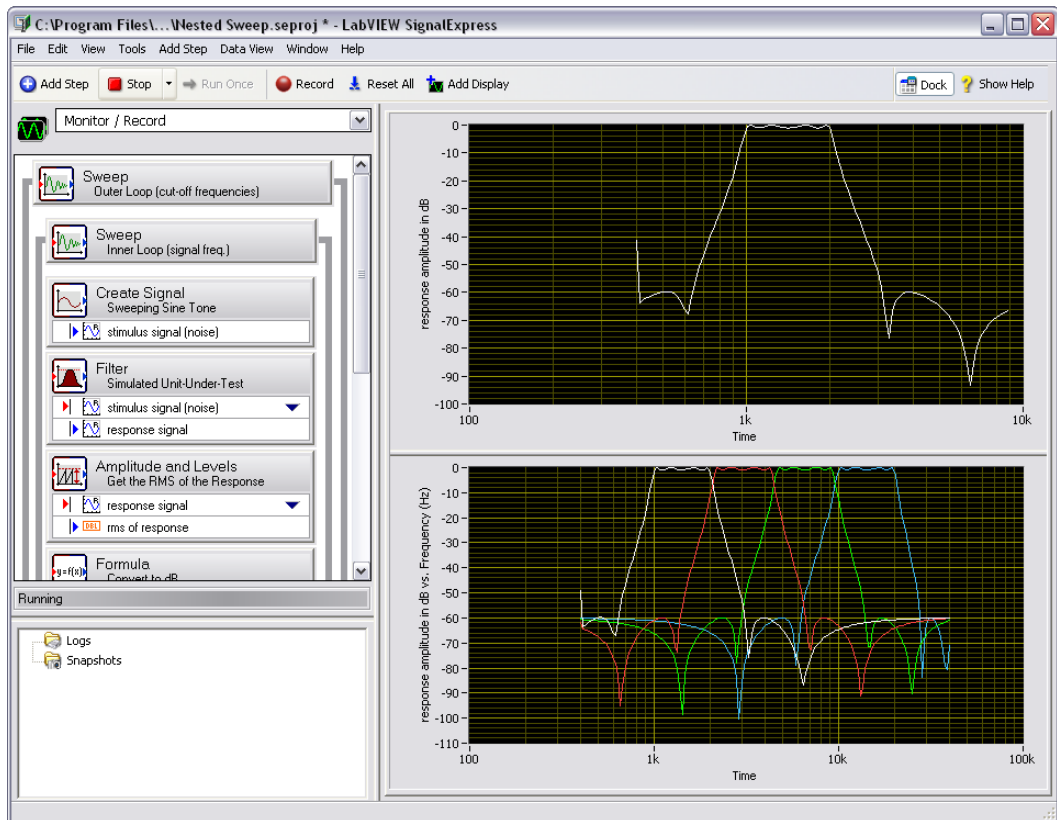 C:\Program Files\...\Nested Sweep.seproj * - LabVIEW SignalExpress
File Edit View Tools Add Step Data View Window Help
Add Step Stop Run Once Record Reset All Add Display Dock Show Help
Monitor / Record
Sweep
Outer Loop (cut-off frequencies)
Sweep
Inner Loop (signal freq.)
Create Signal
Sweeping Sine Tone
stimulus signal (noise)
Filter
Simulated Unit-Under-Test
stimulus signal (noise)
response signal
Amplitude and Levels
Get the RMS of the Response
response signal
DBL rms of response
y=f(x) Formula
Convert to dB
Running
Logs
Snapshots
response amplitude in dB
0
-10
-20
-30
-40
-50
-60
-70
-80
-90
-100
100 1k 10k
Time
response amplitude in dB vs. Frequency (Hz)
0
-10
-20
-30
-40
-50
-60
-70
-80
-90
-100
-110
100 1k 10k 100k
Time